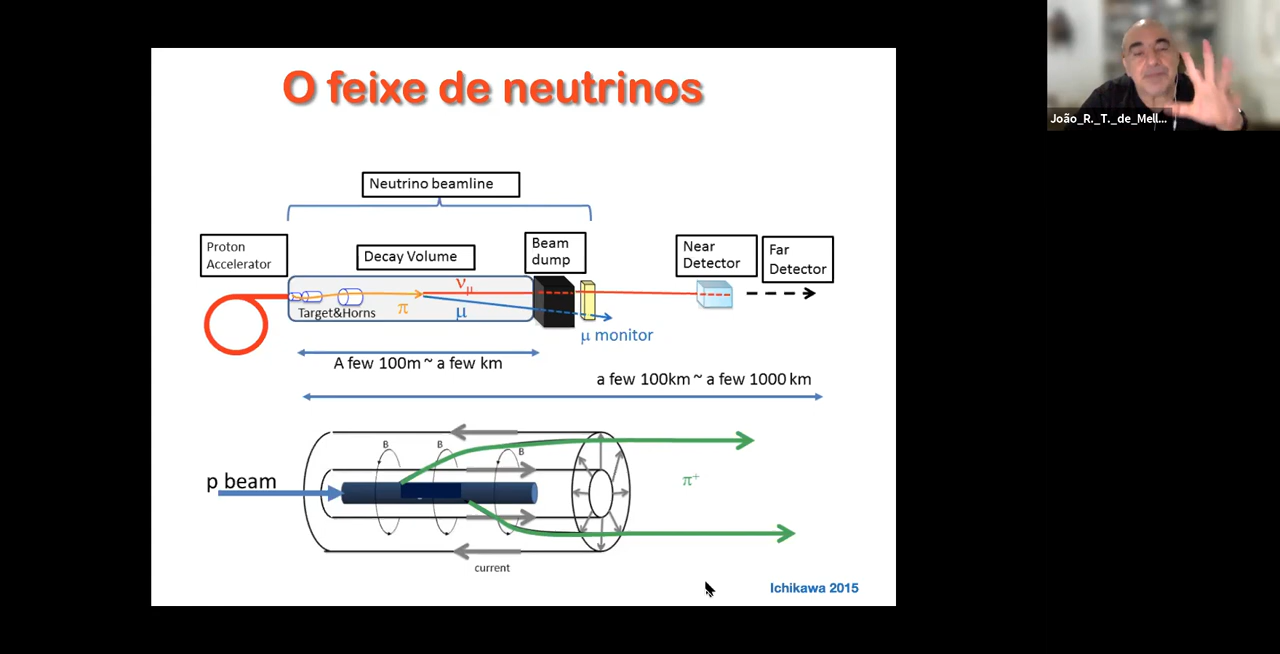 O feixe de neutrinos
João_R._T._de_Mell...
Neutrino beamline
Proton
Accelerator
Decay Volume
Beam
dump
Near
Detector
Far
Detector
νμ
Target&Horns
π
μ
μ monitor
A few 100m ~ a few km
a few 100km ~ a few 1000 km
B
B
B
p beam
π+
current
Ichikawa 2015